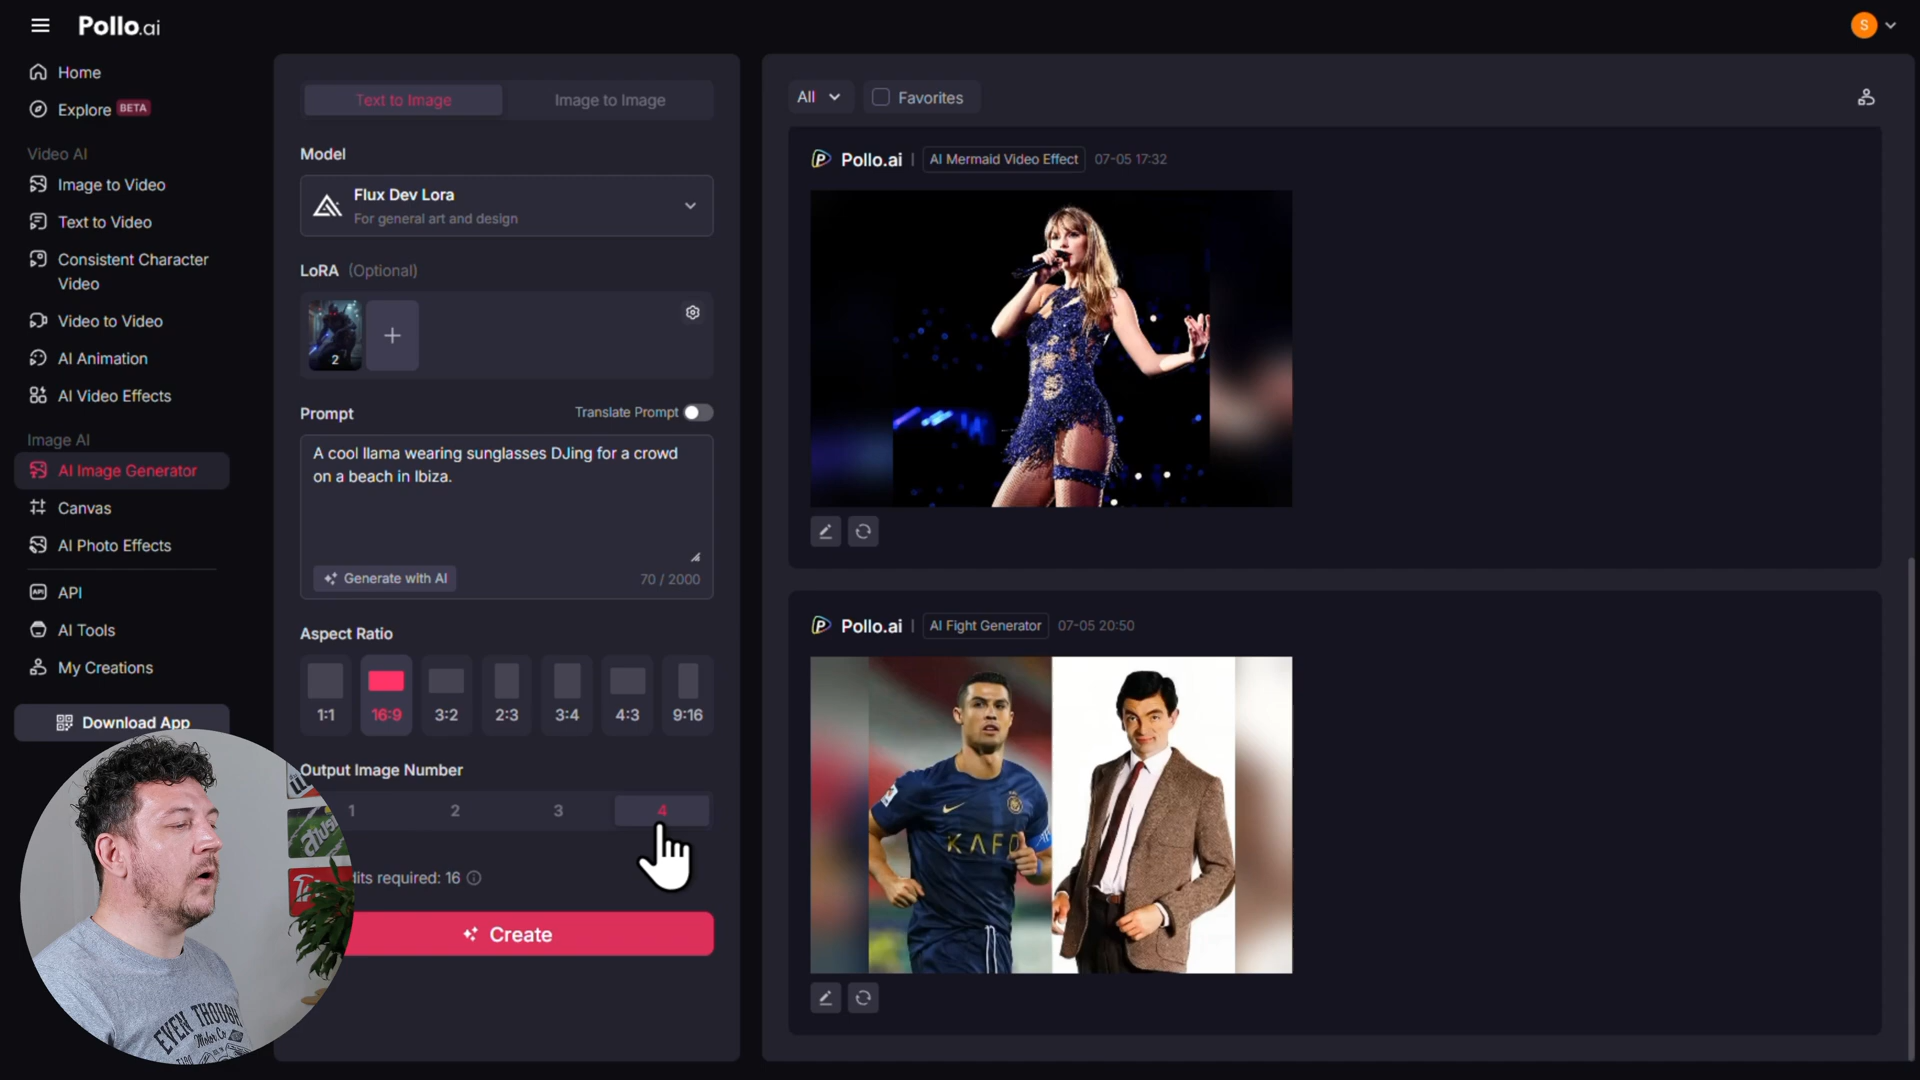 Pollo.ai
S
Home
Explore BETA
Video AI
Image to Video
Text to Video
Consistent Character
Video
Video to Video
AI Animation
AI Video Effects
Image AI
AI Image Generator
Canvas
AI Photo Effects
API
AI Tools
My Creations
Download App
Text to Image
Image to Image
Model
Flux Dev Lora
For general art and design
LoRA (Optional)
2
Prompt
Translate Prompt
A cool llama wearing sunglasses DJing for a crowd
on a beach in Ibiza.
Generate with AI
70 / 2000
Aspect Ratio
1:1
16:9
3:2
2:3
3:4
4:3
9:16
Output Image Number
1
2
3
4
dits required: 16
Create
All
Favorites
Pollo.ai | AI Mermaid Video Effect 07-05 17:32
Pollo.ai | AI Fight Generator 07-05 20:50
KAFD
EVEN THOUGH
Motor Co